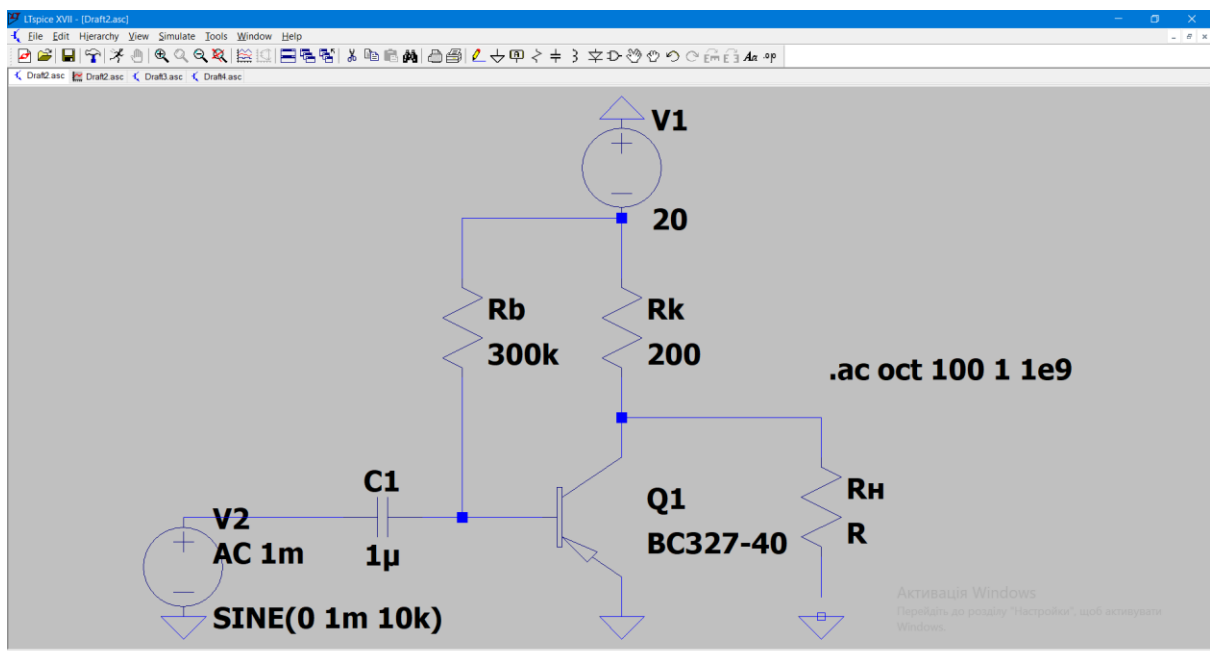 LTspice XVII - [Draft2.asc]
File Edit Hierarchy View Simulate Tools Window Help
Draft2.asc Draft2.asc Draft3.asc Draft4.asc
V1
20
Rb
300k
Rk
200
.ac oct 100 1 1e9
C1
1µ
V2
AC 1m
SINE(0 1m 10k)
Q1
BC327-40
Rн
R
Активація Windows
Перейдіть до розділу "Настройки", щоб активувати
Windows.